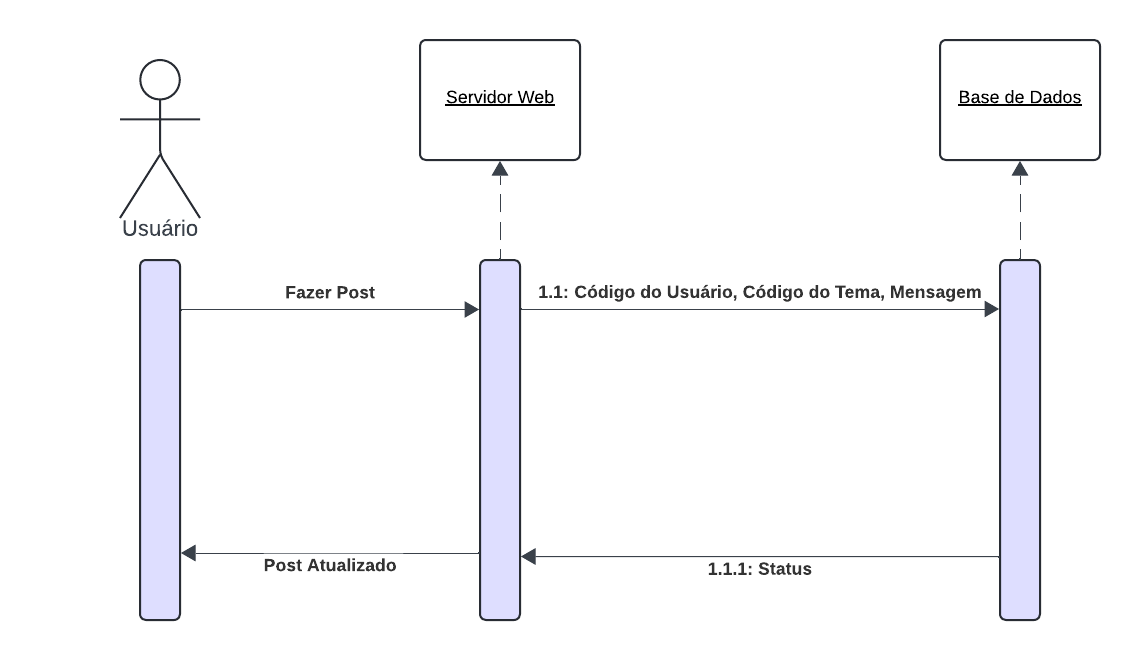 Servidor Web
Base de Dados
Usuário
Fazer Post
1.1: Código do Usuário, Código do Tema, Mensagem
Post Atualizado
1.1.1: Status